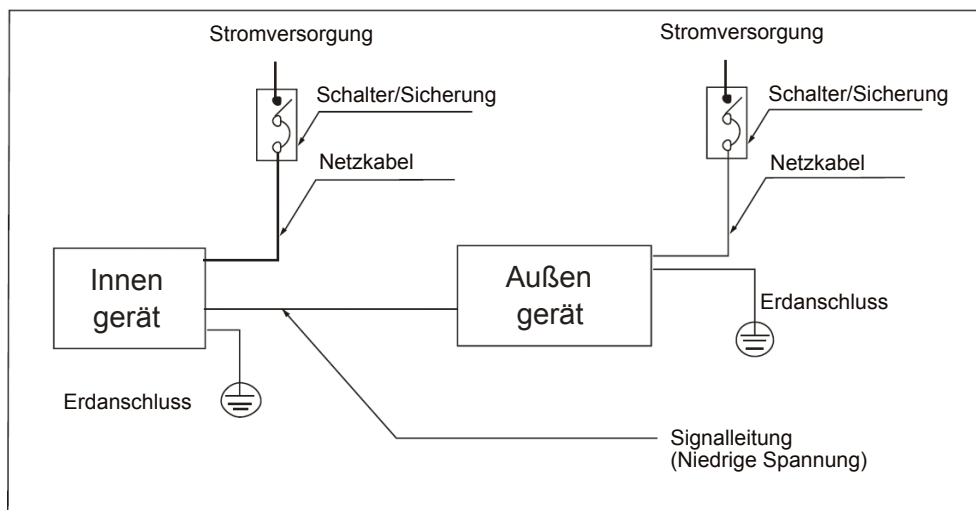 Stromversorgung
Stromversorgung
Schalter/Sicherung
Schalter/Sicherung
Netzkabel
Netzkabel
Innen
gerät
Außen
gerät
Erdanschluss
Erdanschluss
Signalleitung
(Niedrige Spannung)